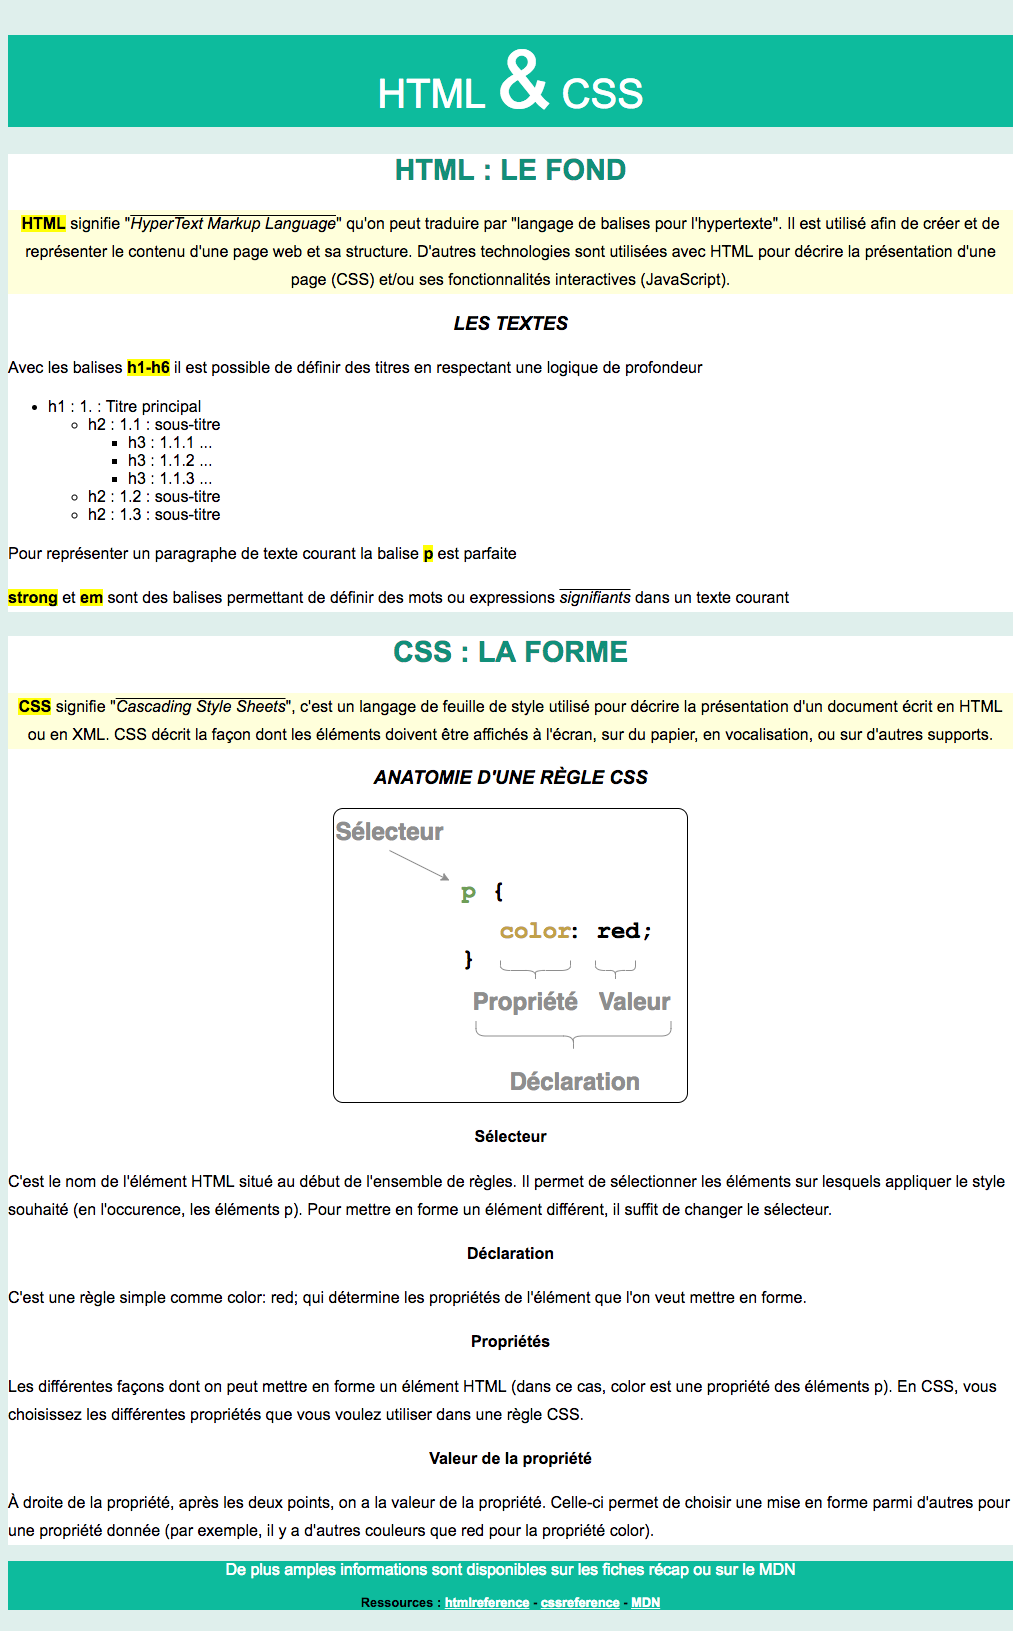 HTML & CSS
HTML : LE FOND
HTML signifie "HyperText Markup Language" qu'on peut traduire par "langage de balises pour l'hypertexte". Il est utilisé afin de créer et de
représenter le contenu d'une page web et sa structure. D'autres technologies sont utilisées avec HTML pour décrire la présentation d'une
page (CSS) et/ou ses fonctionnalités interactives (JavaScript).
LES TEXTES
Avec les balises h1-h6 il est possible de définir des titres en respectant une logique de profondeur
h1 : 1. : Titre principal
h2 : 1.1 : sous-titre
h3 : 1.1.1 ...
h3 : 1.1.2 ...
h3 : 1.1.3 ...
h2 : 1.2 : sous-titre
h2 : 1.3 : sous-titre
Pour représenter un paragraphe de texte courant la balise p est parfaite
strong et em sont des balises permettant de définir des mots ou expressions signifiants dans un texte courant
CSS : LA FORME
CSS signifie "Cascading Style Sheets", c'est un langage de feuille de style utilisé pour décrire la présentation d'un document écrit en HTML
ou en XML. CSS décrit la façon dont les éléments doivent être affichés à l'écran, sur du papier, en vocalisation, ou sur d'autres supports.
ANATOMIE D'UNE RÈGLE CSS
Sélecteur
p {
color: red;
}
Propriété Valeur
Déclaration
Sélecteur
C'est le nom de l'élément HTML situé au début de l'ensemble de règles. Il permet de sélectionner les éléments sur lesquels appliquer le style
souhaité (en l'occurence, les éléments p). Pour mettre en forme un élément différent, il suffit de changer le sélecteur.
Déclaration
C'est une règle simple comme color: red; qui détermine les propriétés de l'élément que l'on veut mettre en forme.
Propriétés
Les différentes façons dont on peut mettre en forme un élément HTML (dans ce cas, color est une propriété des éléments p). En CSS, vous
choisissez les différentes propriétés que vous voulez utiliser dans une règle CSS.
Valeur de la propriété
À droite de la propriété, après les deux points, on a la valeur de la propriété. Celle-ci permet de choisir une mise en forme parmi d'autres pour
une propriété donnée (par exemple, il y a d'autres couleurs que red pour la propriété color).
De plus amples informations sont disponibles sur les fiches récap ou sur le MDN
Ressources : htmlreference - cssreference - MDN